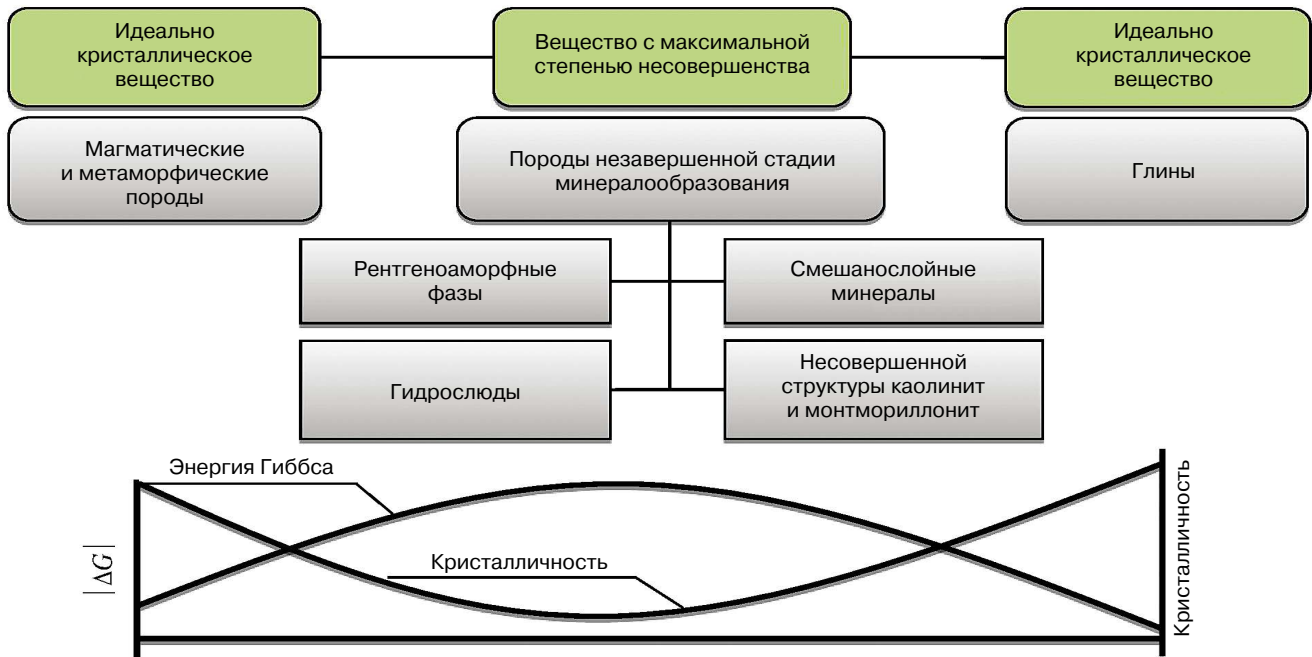 Идеально
кристаллическое
вещество
Вещество с максимальной
степенью несовершенства
Идеально
кристаллическое
вещество
Магматические
и метаморфические
породы
Породы незавершенной стадии
минералообразования
Глины
Рентгеноаморфные
фазы
Смешанослойные
минералы
Гидрослюды
Несовершенной
структуры каолинит
и монтмориллонит
Энергия Гиббса
Кристалличность
|ΔG|
Кристалличность